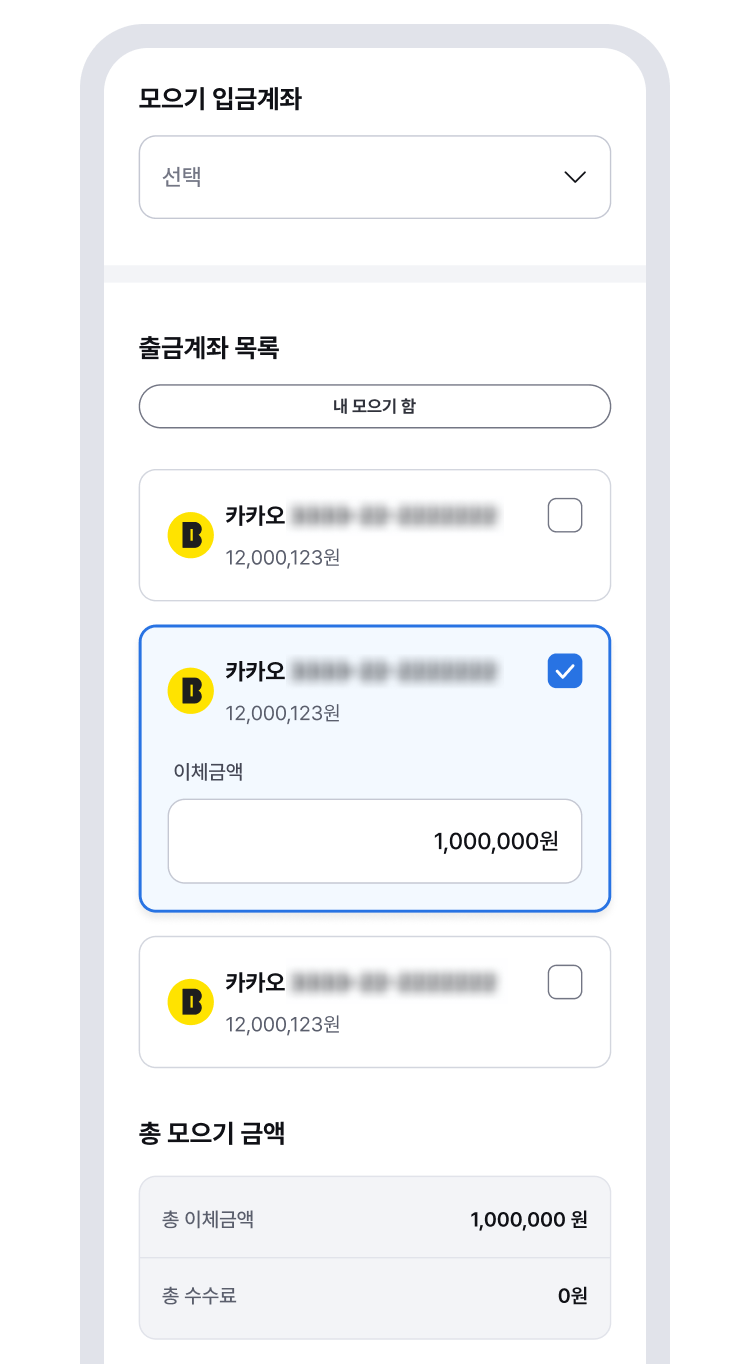 모으기 입금계좌
선택
출금계좌 목록
내 모으기 함
카카오
12,000,123원
카카오
12,000,123원
이체금액
1,000,000원
카카오
12,000,123원
총 모으기 금액
총 이체금액 1,000,000 원
총 수수료 0원